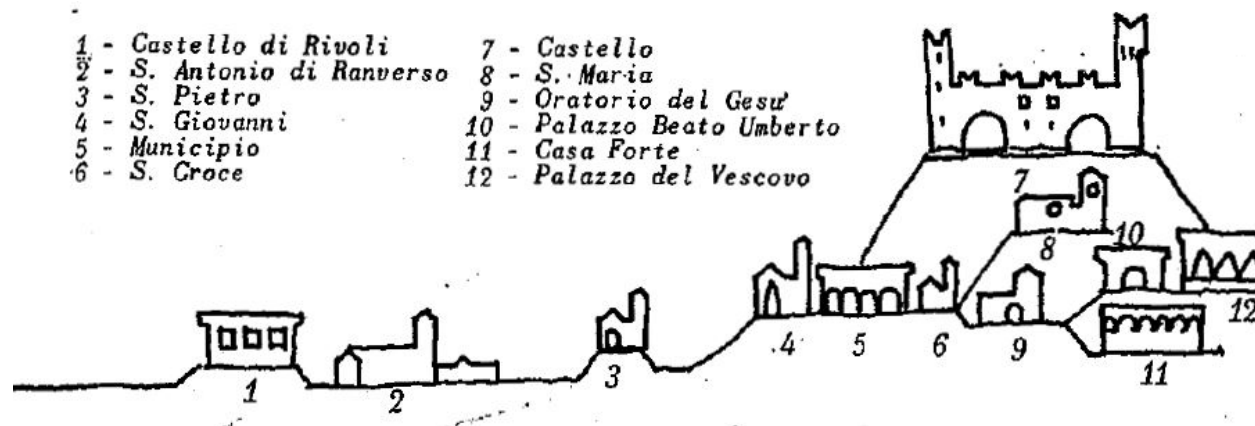 1 - Castello di Rivoli
2 - S. Antonio di Ranverso
3 - S. Pietro
4 - S. Giovanni
5 - Municipio
6 - S. Croce
7 - Castello
8 - S. Maria
9 - Oratorio del Gesu'
10 - Palazzo Beato Umberto
11 - Casa Forte
12 - Palazzo del Vescovo
7
8
10
12
1
2
3
4
5
6
9
11